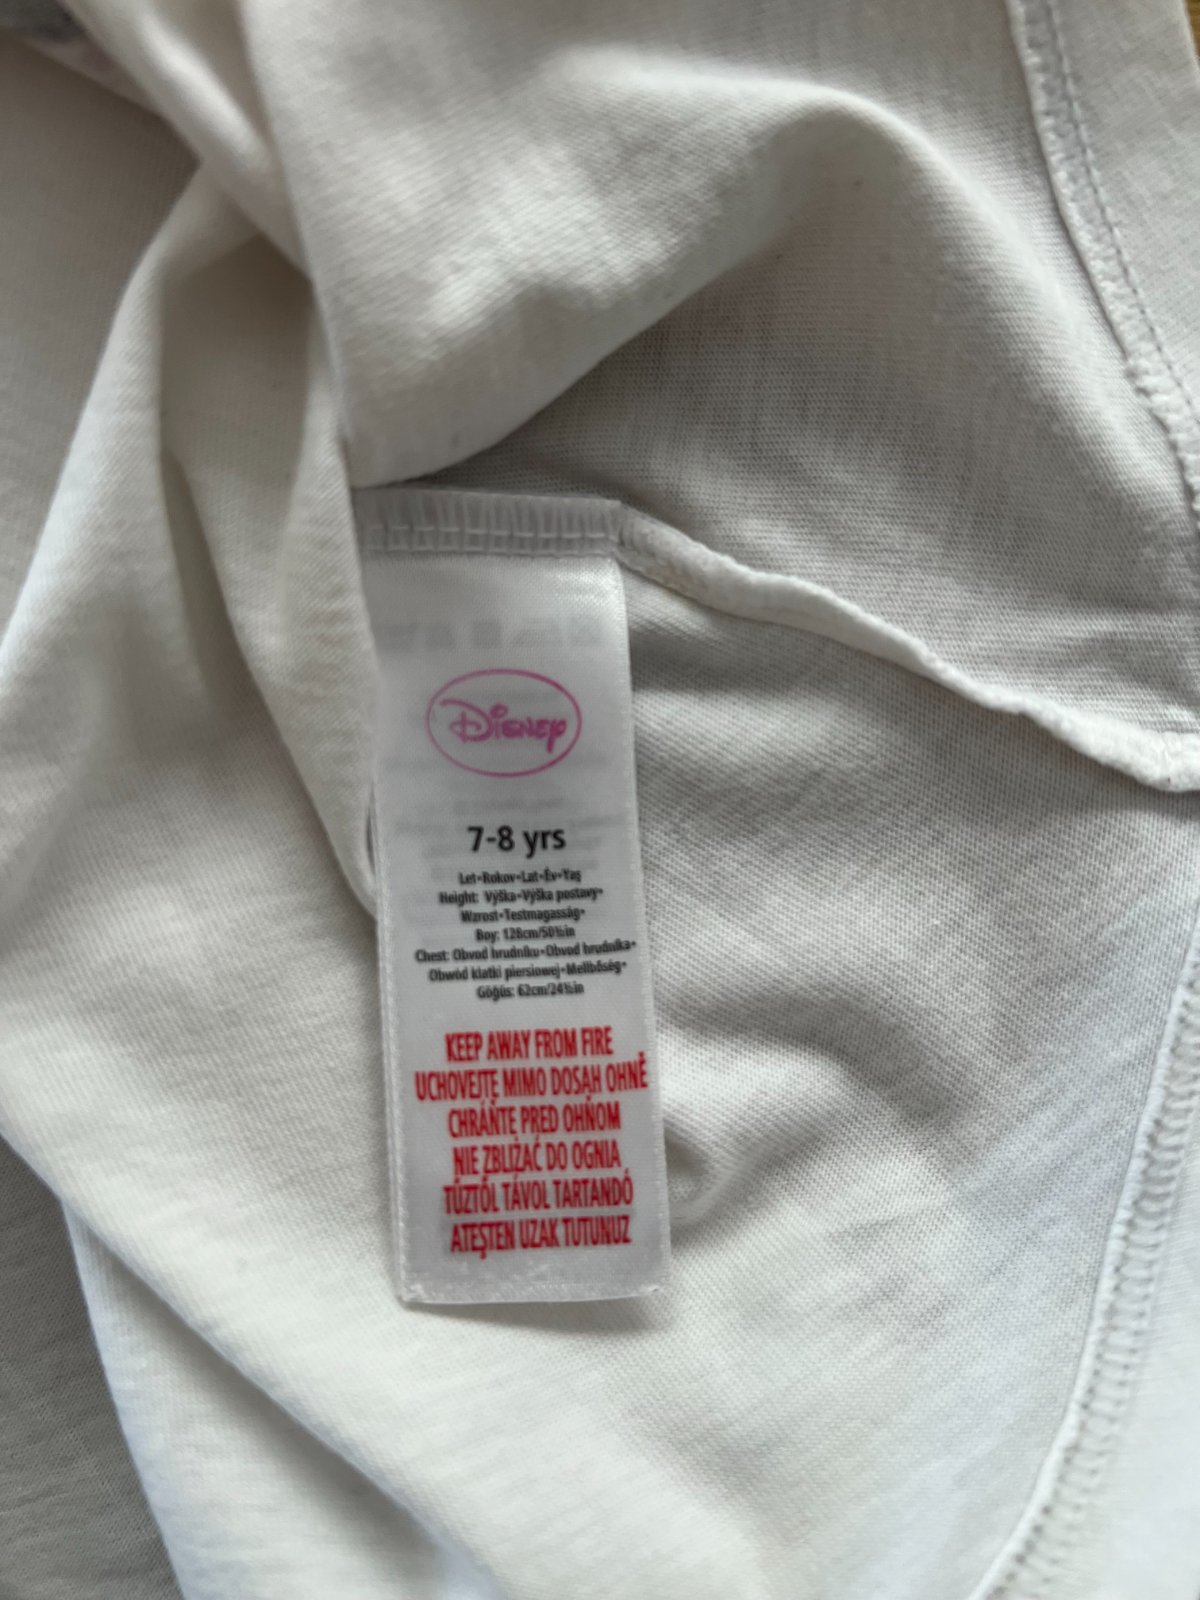 Disney
7-8 yrs
Let•Rokov•Lat•Év•Yaş
Height: Výška•Výška postavy•
Wzrost•Testmagasság•
Boy: 128cm/50½in
Chest: Obvod hrudníku•Obvod hrudníka•
Obwód klatki piersiowej•Mellbőség•
Göğüs: 62cm/24½in
KEEP AWAY FROM FIRE
UCHOVEJTE MIMO DOSAH OHNĚ
CHRÁŇTE PRED OHŇOM
NIE ZBLIŻAĆ DO OGNIA
TŰZTŐL TÁVOL TARTANDÓ
ATEŞTEN UZAK TUTUNUZ